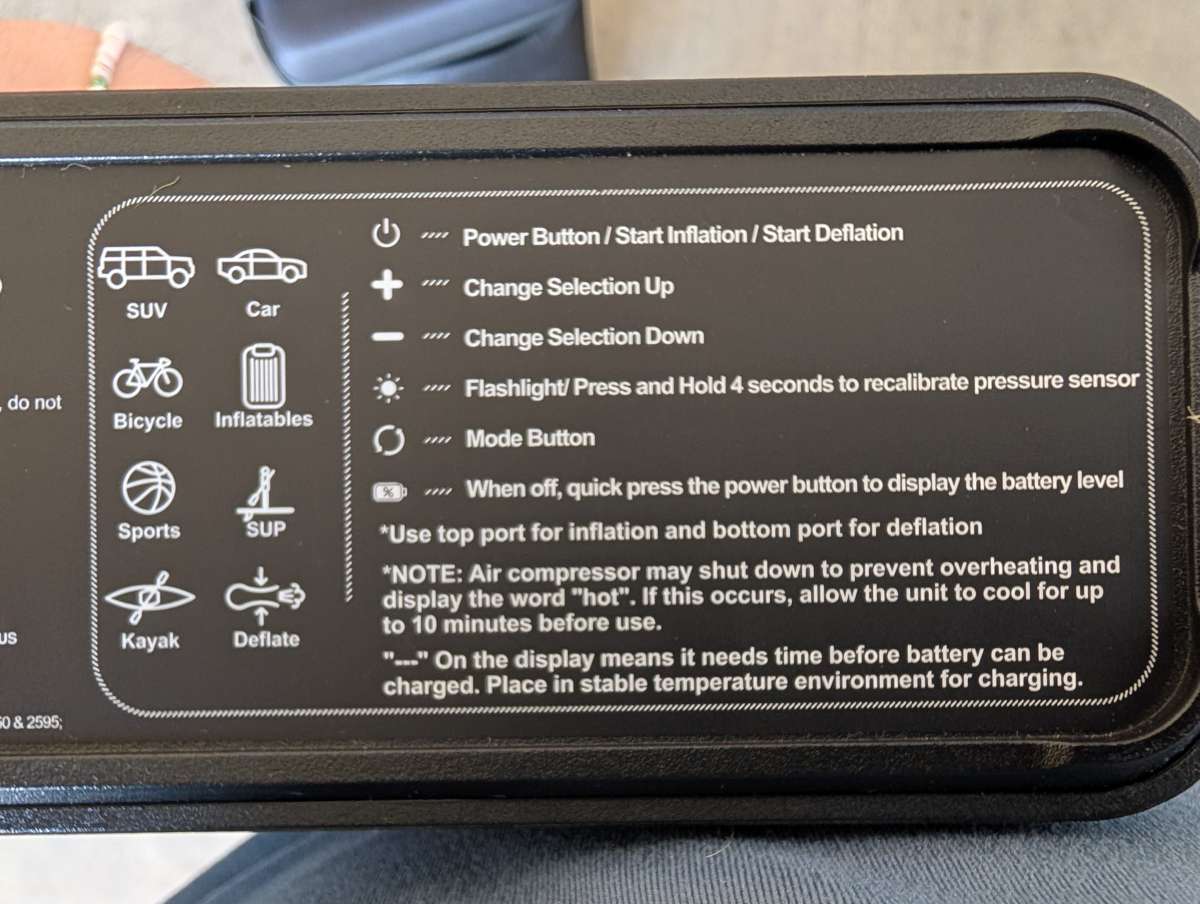 SUV
Car
Bicycle
Inflatables
Sports
SUP
Kayak
Deflate
Power Button / Start Inflation / Start Deflation
Change Selection Up
Change Selection Down
Flashlight/ Press and Hold 4 seconds to recalibrate pressure sensor
Mode Button
%
When off, quick press the power button to display the battery level
*Use top port for inflation and bottom port for deflation
*NOTE: Air compressor may shut down to prevent overheating and
display the word "hot". If this occurs, allow the unit to cool for up
to 10 minutes before use.
"---" On the display means it needs time before battery can be
charged. Place in stable temperature environment for charging.
, do not
& 2595;